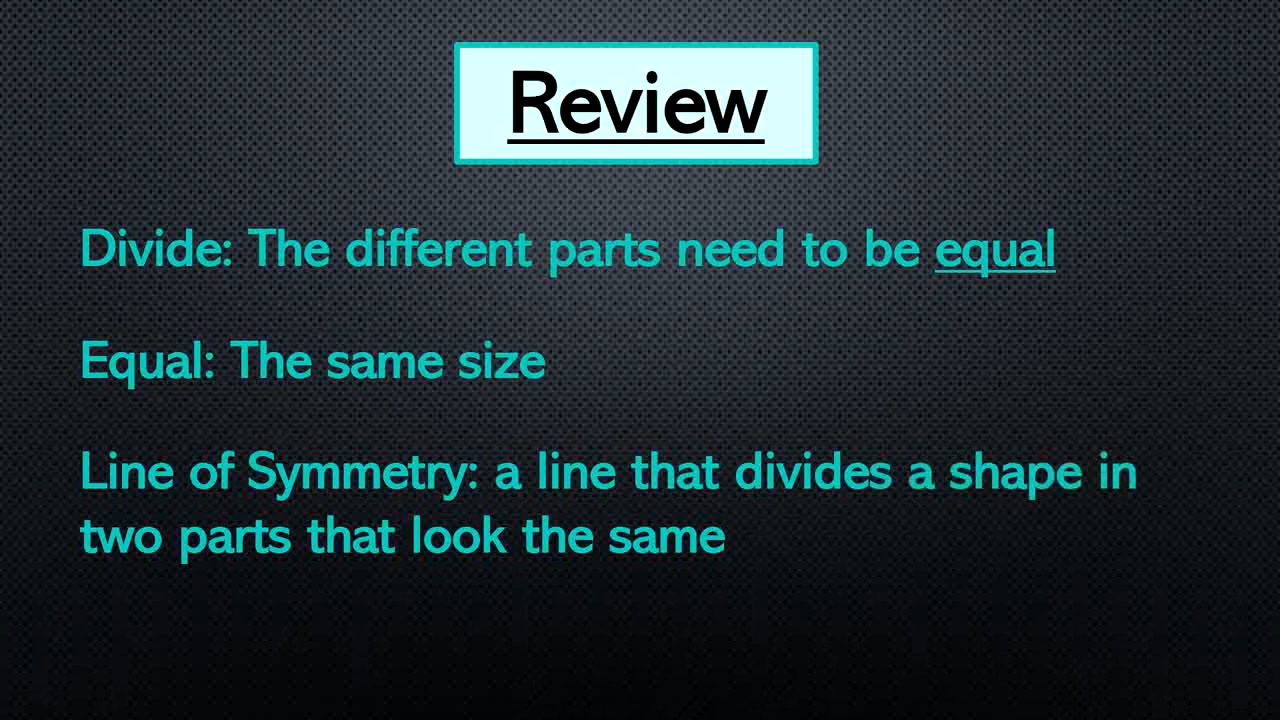 Review
Divide: The different parts need to be equal
Equal: The same size
Line of Symmetry: a line that divides a shape in
two parts that look the same